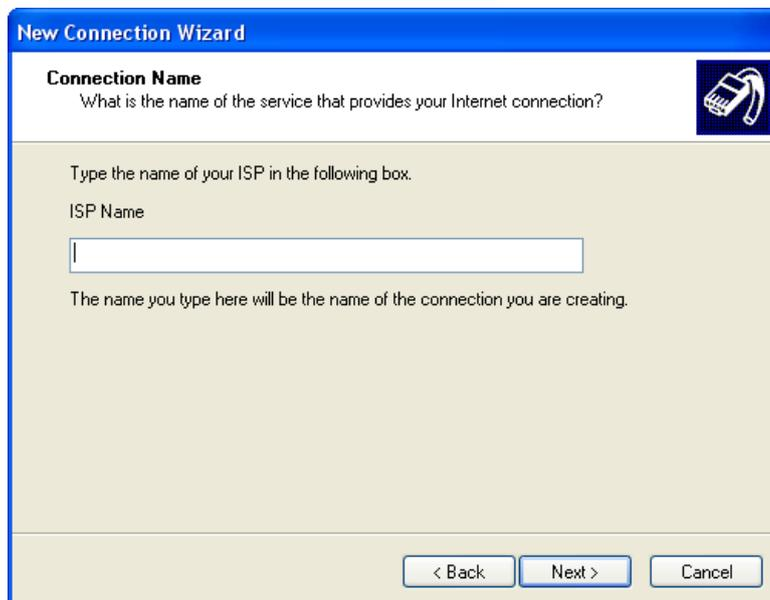 New Connection Wizard
Connection Name
What is the name of the service that provides your Internet connection?
Type the name of your ISP in the following box.
ISP Name
The name you type here will be the name of the connection you are creating.
< Back Next > Cancel